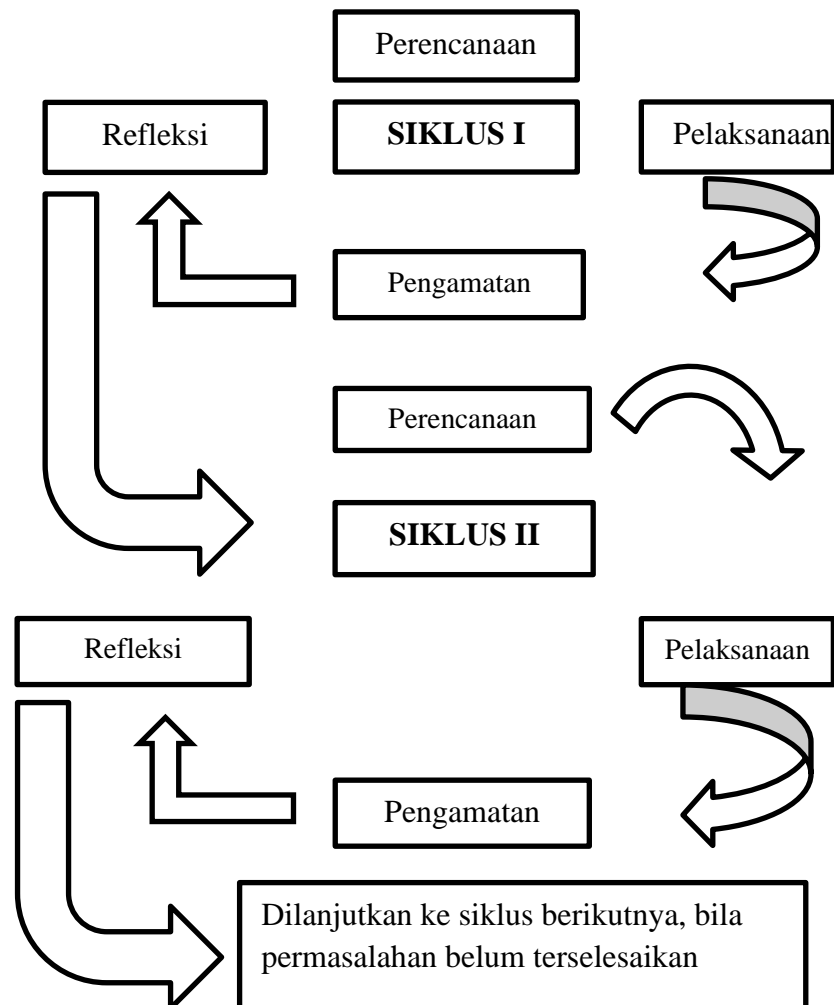 Perencanaan
Refleksi
SIKLUS I
Pelaksanaan
Pengamatan
Perencanaan
SIKLUS II
Refleksi
Pelaksanaan
Pengamatan
Dilanjutkan ke siklus berikutnya, bila
permasalahan belum terselesaikan